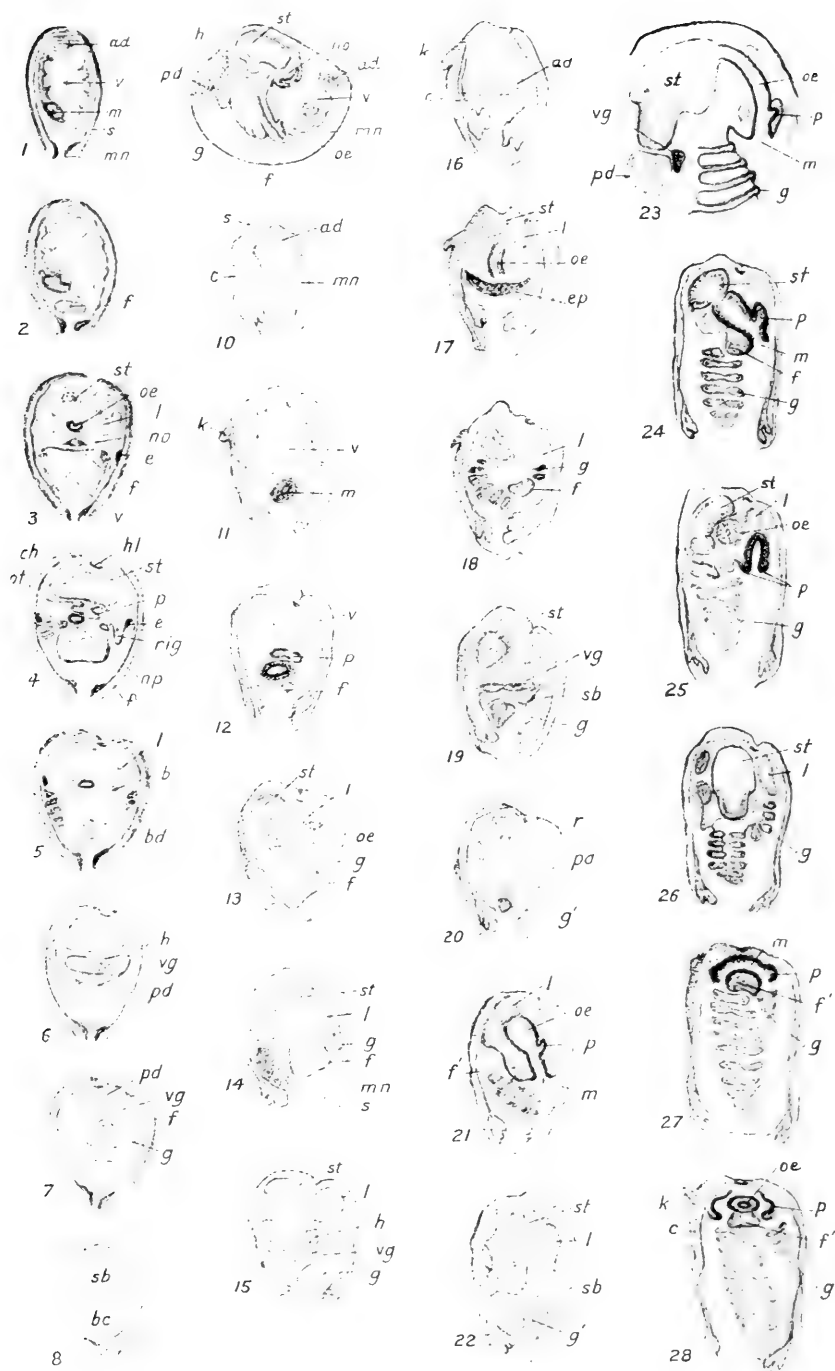 ad
v
m
s
mn
1
f
2
st
oe
l
no
e
f
v
3
ch
hl
st
ot
p
e
rig
np
f
4
l
b
bd
5
h
vg
pd
6
pd
vg
f
g
7
sb
bc
8
st
h
no
ad
pd
v
mn
oe
g
f
s
ad
c
mn
10
k
v
m
11
v
p
f
12
st
l
oe
g
f
13
st
l
g
f
mn
s
14
st
l
h
vg
g
15
k
ad
c
16
st
l
oe
ep
17
l
g
f
18
st
vg
sb
g
19
r
pa
g'
20
l
oe
p
f
m
21
st
l
sb
g'
22
st
oe
vg
p
m
pd
g
23
st
p
m
f
g
24
st
l
oe
p
g
25
st
l
g
26
m
p
f'
g
27
oe
k
p
c
f'
g
28